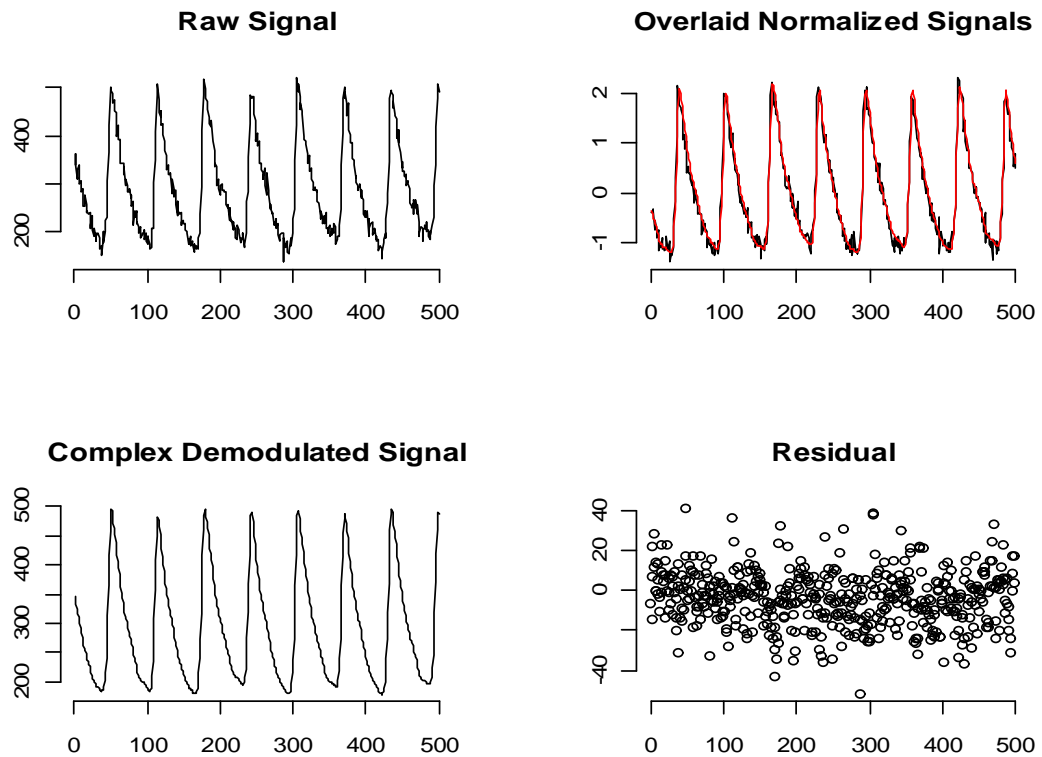 Raw Signal
400
200
0 100 200 300 400 500
Overlaid Normalized Signals
2
1
0
-1
0 100 200 300 400 500
Complex Demodulated Signal
500
400
300
200
0 100 200 300 400 500
Residual
40
20
0
-40
0 100 200 300 400 500